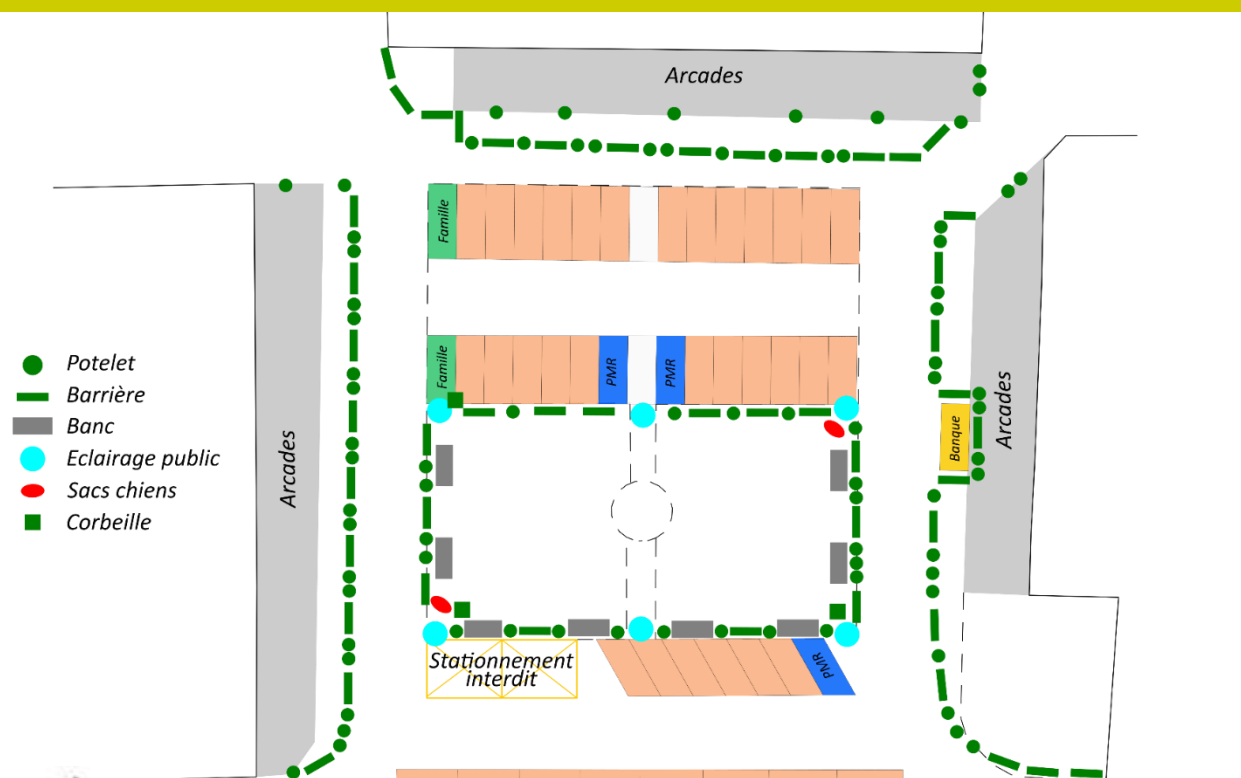 Arcades
Famille
Famille
PMR
PMR
Potelet
Barrière
Banc
Eclairage public
Sacs chiens
Corbeille
Arcades
Banque
Arcades
Stationnement
interdit
PMR